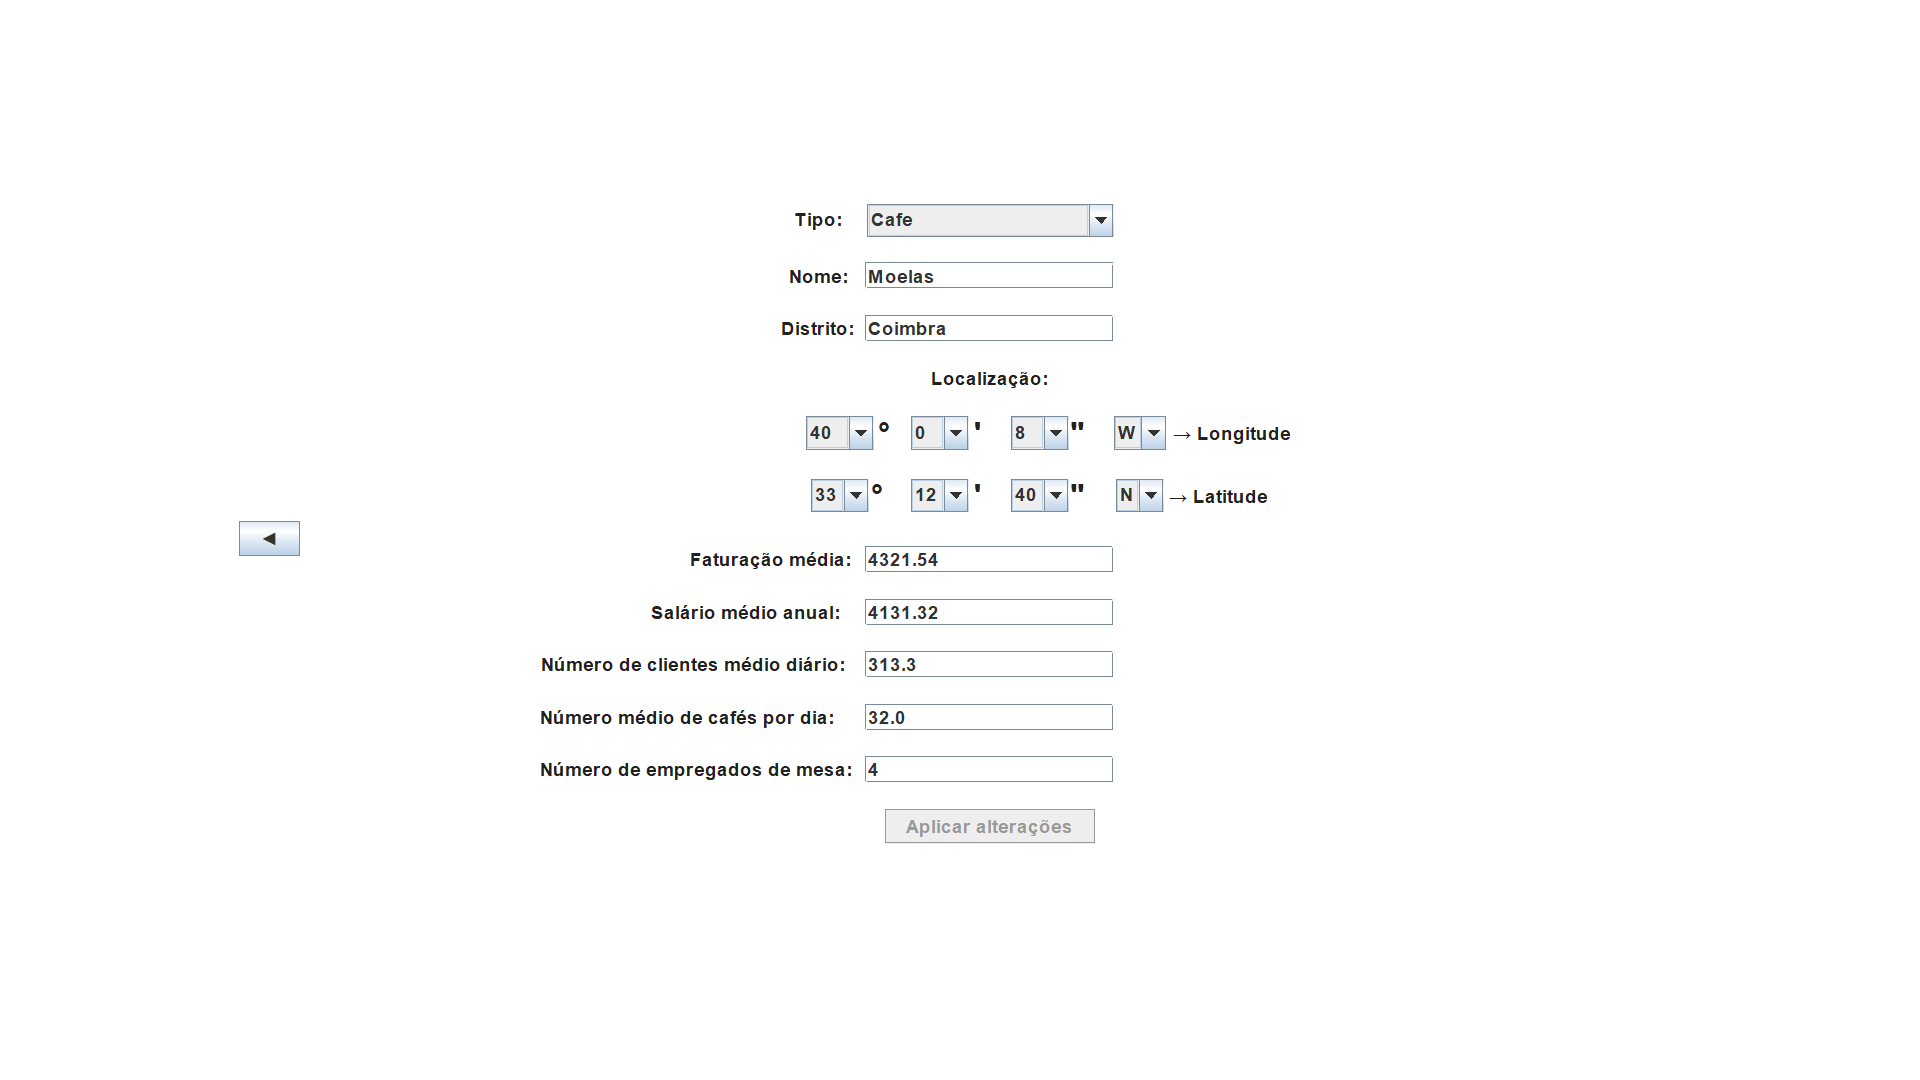 Tipo: Cafe
Nome: Moelas
Distrito: Coimbra
Localização:
40 ° 0 ' 8 " W → Longitude
33 ° 12 ' 40 " N → Latitude
◄
Faturação média: 4321.54
Salário médio anual: 4131.32
Número de clientes médio diário: 313.3
Número médio de cafés por dia: 32.0
Número de empregados de mesa: 4
Aplicar alterações